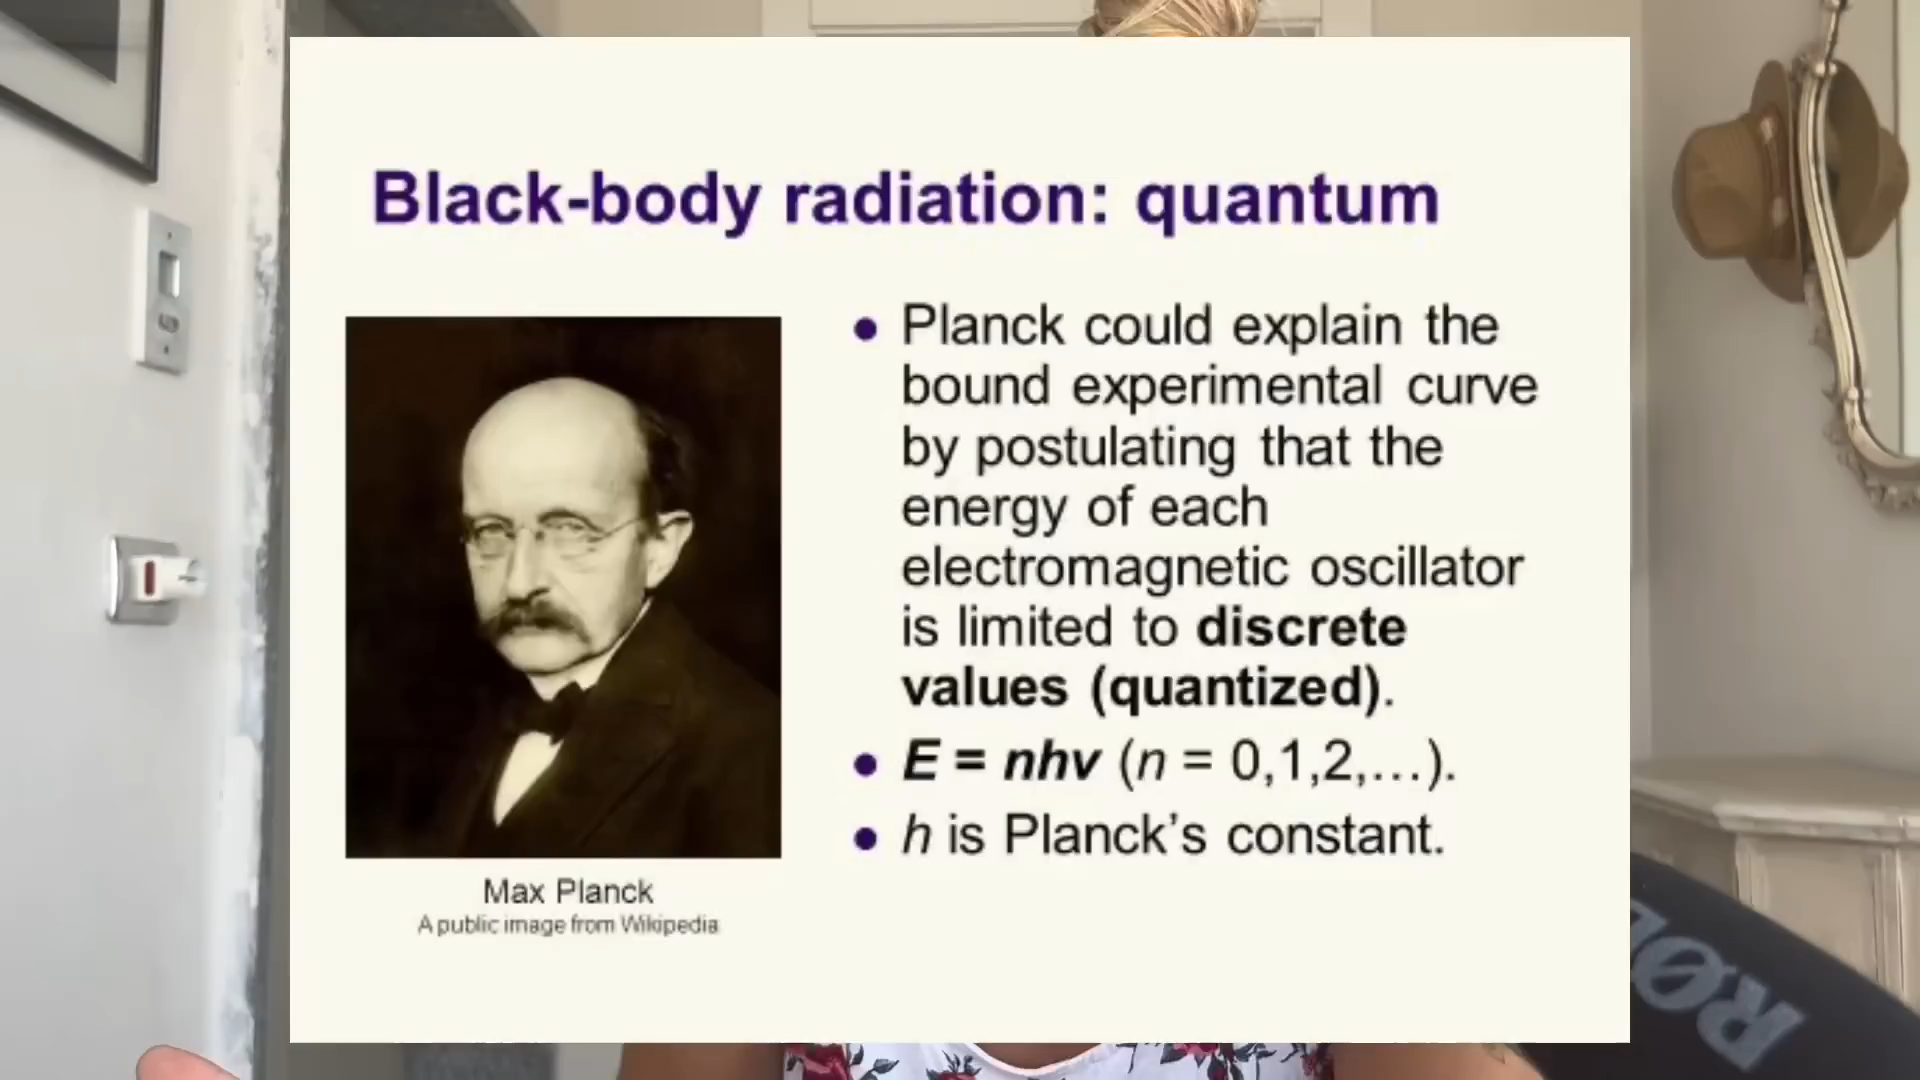 Black-body radiation: quantum
Planck could explain the
bound experimental curve
by postulating that the
energy of each
electromagnetic oscillator
is limited to discrete
values (quantized).
E = nhv (n = 0,1,2,…).
h is Planck’s constant.
Max Planck
A public image from Wikipedia